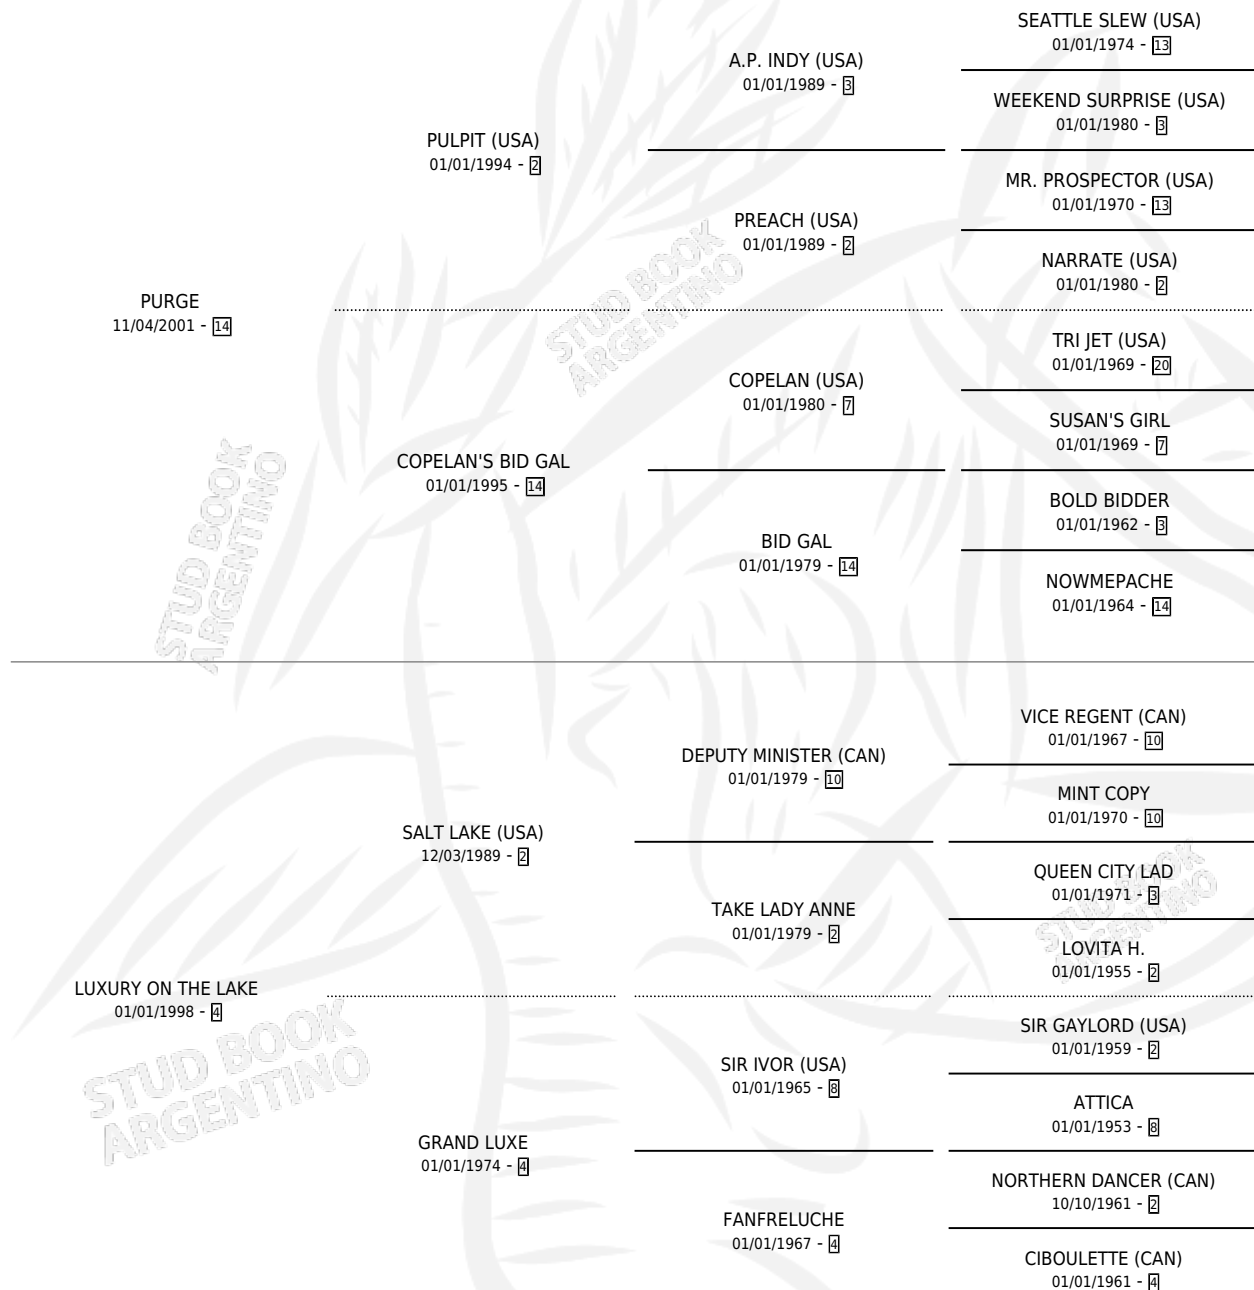 SEATTLE SLEW (USA)
01/01/1974 - 13
A.P. INDY (USA)
01/01/1989 - 3
WEEKEND SURPRISE (USA)
01/01/1980 - 3
PULPIT (USA)
01/01/1994 - 2
MR. PROSPECTOR (USA)
01/01/1970 - 13
PREACH (USA)
01/01/1989 - 2
NARRATE (USA)
01/01/1980 - 2
PURGE
11/04/2001 - 14
TRI JET (USA)
01/01/1969 - 20
COPELAN (USA)
01/01/1980 - 7
SUSAN'S GIRL
01/01/1969 - 7
COPELAN'S BID GAL
01/01/1995 - 14
BOLD BIDDER
01/01/1962 - 3
BID GAL
01/01/1979 - 14
NOWMEPACHE
01/01/1964 - 14
VICE REGENT (CAN)
01/01/1967 - 10
DEPUTY MINISTER (CAN)
01/01/1979 - 10
MINT COPY
01/01/1970 - 10
SALT LAKE (USA)
12/03/1989 - 2
QUEEN CITY LAD
01/01/1971 - 3
TAKE LADY ANNE
01/01/1979 - 2
LOVITA H.
01/01/1955 - 2
LUXURY ON THE LAKE
01/01/1998 - 4
SIR GAYLORD (USA)
01/01/1959 - 2
SIR IVOR (USA)
01/01/1965 - 8
ATTICA
01/01/1953 - 8
GRAND LUXE
01/01/1974 - 4
NORTHERN DANCER (CAN)
10/10/1961 - 2
FANFRELUCHE
01/01/1967 - 4
CIBOULETTE (CAN)
01/01/1961 - 4
STUD BOOK
ARGENTINO
STUD BOOK
ARGENTINO
STUD BOOK
ARGENTINO
STUD BOOK
ARGENTINO